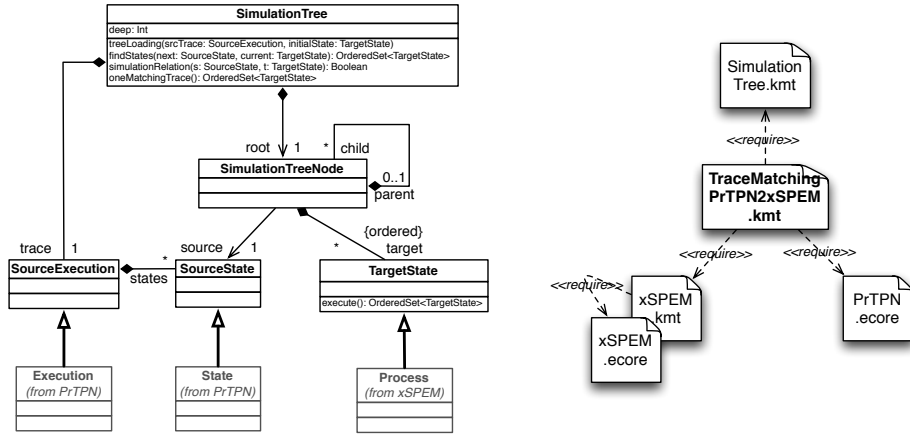 SimulationTree
deep: Int
treeLoading(srcTrace: SourceExecution, initialState: TargetState)
findStates(next: SourceState, current: TargetState): OrderedSet<TargetState>
simulationRelation(s: SourceState, t: TargetState): Boolean
oneMatchingTrace(): OrderedSet<TargetState>
root
1
*
child
SimulationTreeNode
0..1
parent
{ordered}
trace
1
source
1
*
target
SourceExecution
*
states
SourceState
TargetState
execute(): OrderedSet<TargetState>
Execution
(from PrTPN)
State
(from PrTPN)
Process
(from xSPEM)
Simulation
Tree.kmt
<<require>>
TraceMatching
PrTPN2xSPEM
.kmt
<<require>>
<<require>>
<<require>>
xSPEM
.kmt
xSPEM
.ecore
PrTPN
.ecore